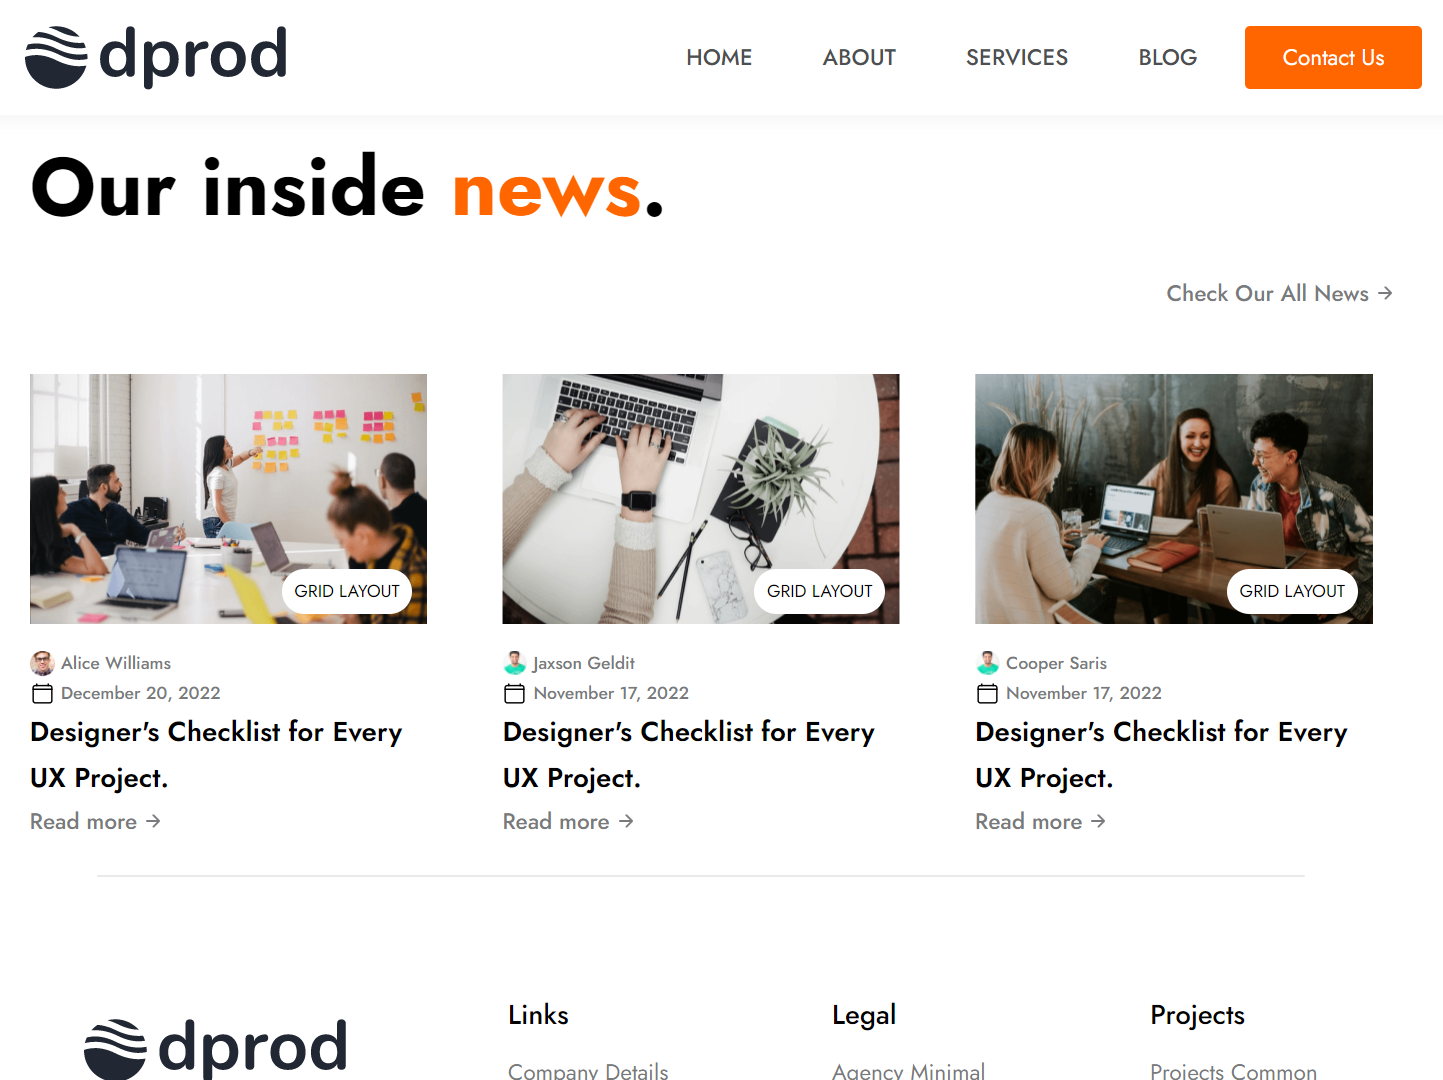 dprod
HOME ABOUT SERVICES BLOG Contact Us
Our inside news.
Check Our All News →
GRID LAYOUT GRID LAYOUT GRID LAYOUT
Alice Williams
December 20, 2022
Designer's Checklist for Every
UX Project.
Read more →
Jaxson Geldit
November 17, 2022
Designer's Checklist for Every
UX Project.
Read more →
Cooper Saris
November 17, 2022
Designer's Checklist for Every
UX Project.
Read more →
dprod
Links
Company Details
Legal
Agency Minimal
Projects
Projects Common